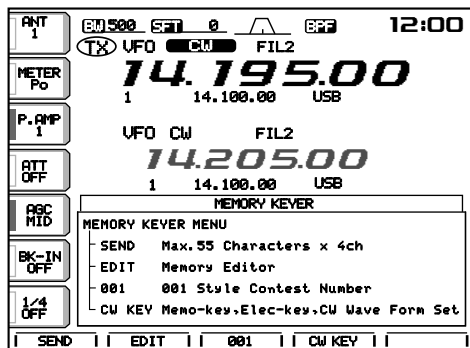 ANT
1
BW 500 SFT 0 BPF 12:00
TX VFO CW FIL2
METER
Po
14.195.00
1 14.100.00 USB
P.AMP
1
VFO CW FIL2
14.205.00
ATT
OFF
1 14.100.00 USB
MEMORY KEYER
AGC
MID
MEMORY KEYER MENU
SEND Max.55 Characters x 4ch
BK-IN
OFF
EDIT Memory Editor
001 001 Style Contest Number
1/4
OFF
CW KEY Memo-key,Elec-key,CW Wave Form Set
SEND EDIT 001 CW KEY